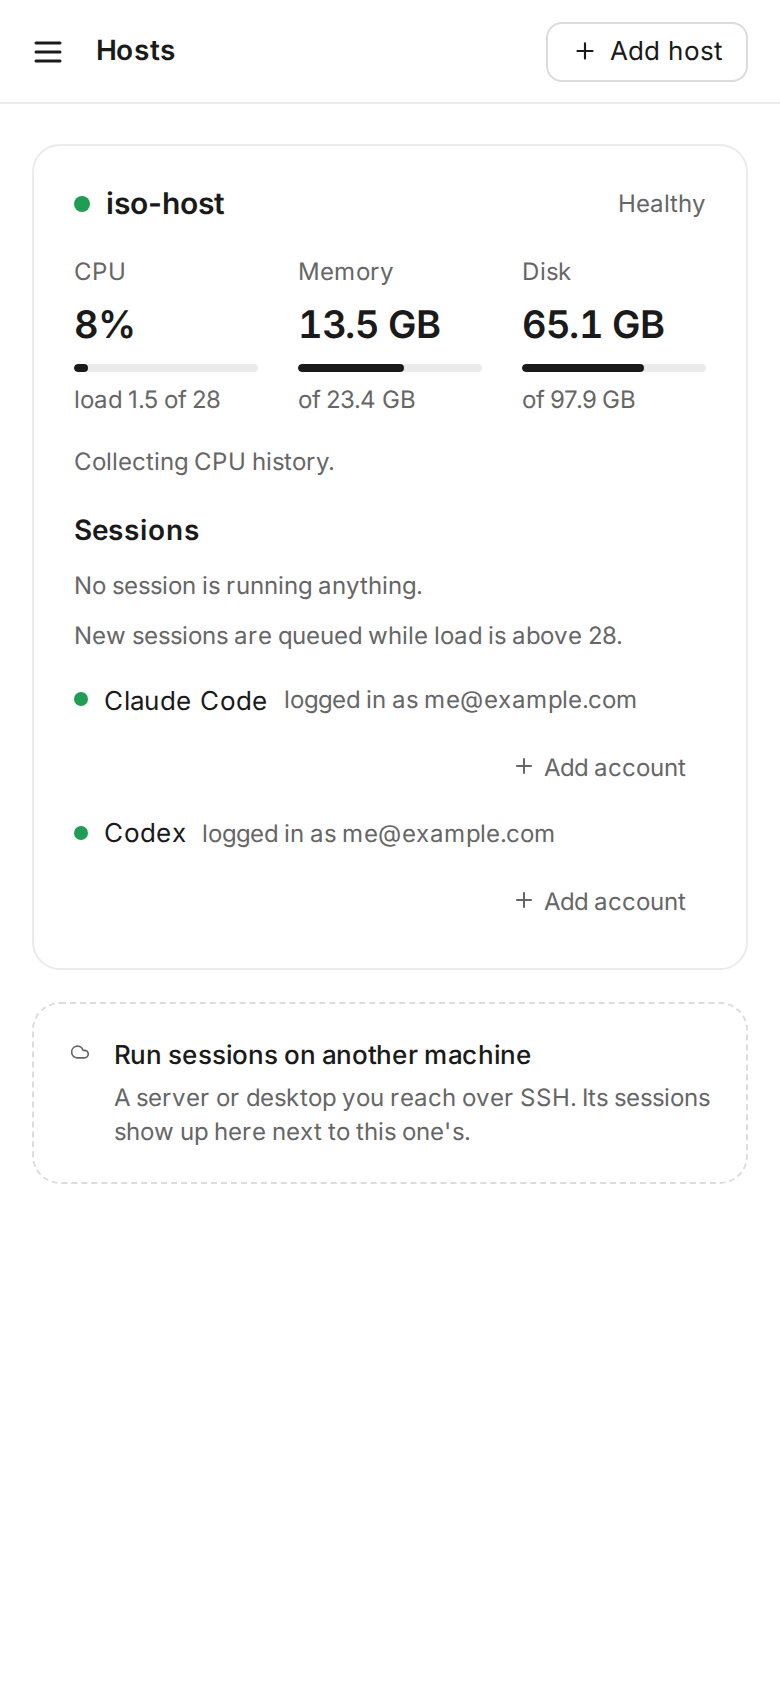 Hosts
Add host
iso-host
Healthy
CPU
Memory
Disk
8%
13.5 GB
65.1 GB
load 1.5 of 28
of 23.4 GB
of 97.9 GB
Collecting CPU history.
Sessions
No session is running anything.
New sessions are queued while load is above 28.
Claude Code logged in as me@example.com
+ Add account
Codex logged in as me@example.com
+ Add account
Run sessions on another machine
A server or desktop you reach over SSH. Its sessions
show up here next to this one's.